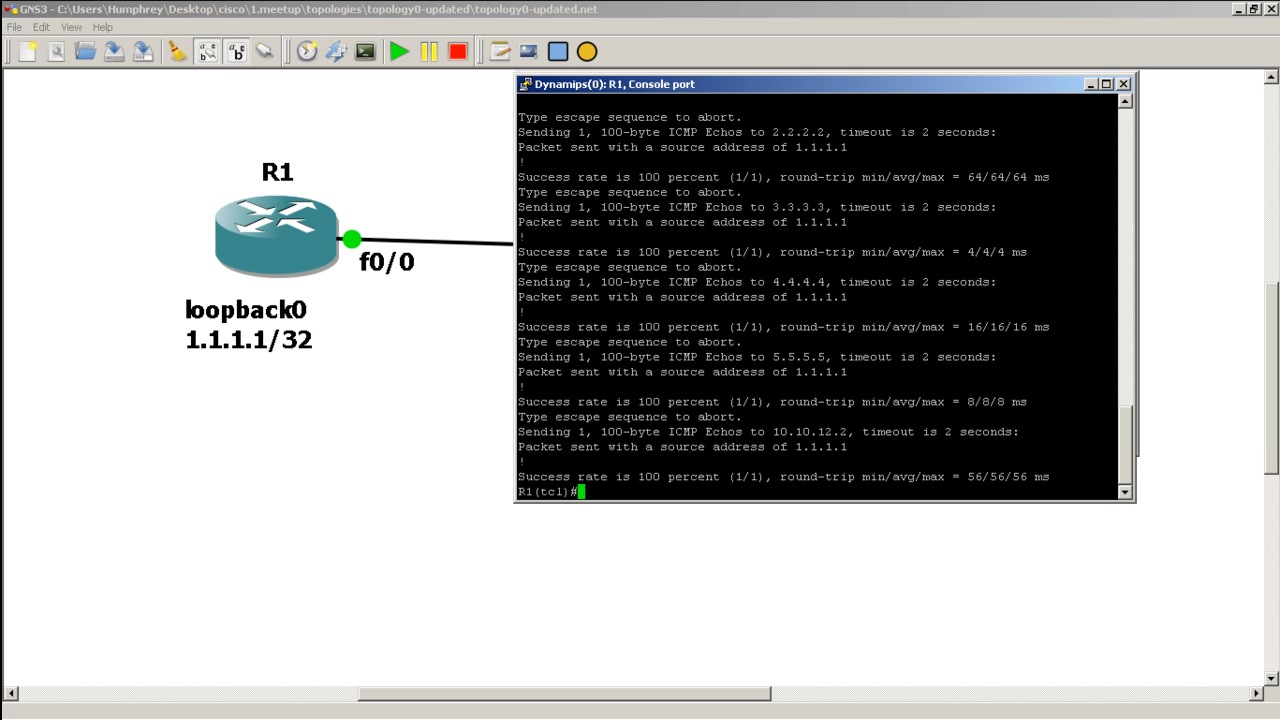 GNS3 - C:\Users\Humphrey\Desktop\cisco\1.meetup\topologies\topology0-updated\topology0-updated.net
File Edit View Help
Dynamips(0): R1, Console port
Type escape sequence to abort.
Sending 1, 100-byte ICMP Echos to 2.2.2.2, timeout is 2 seconds:
Packet sent with a source address of 1.1.1.1
!
Success rate is 100 percent (1/1), round-trip min/avg/max = 64/64/64 ms
Type escape sequence to abort.
Sending 1, 100-byte ICMP Echos to 3.3.3.3, timeout is 2 seconds:
Packet sent with a source address of 1.1.1.1
!
Success rate is 100 percent (1/1), round-trip min/avg/max = 4/4/4 ms
Type escape sequence to abort.
Sending 1, 100-byte ICMP Echos to 4.4.4.4, timeout is 2 seconds:
Packet sent with a source address of 1.1.1.1
!
Success rate is 100 percent (1/1), round-trip min/avg/max = 16/16/16 ms
Type escape sequence to abort.
Sending 1, 100-byte ICMP Echos to 5.5.5.5, timeout is 2 seconds:
Packet sent with a source address of 1.1.1.1
!
Success rate is 100 percent (1/1), round-trip min/avg/max = 8/8/8 ms
Type escape sequence to abort.
Sending 1, 100-byte ICMP Echos to 10.10.12.2, timeout is 2 seconds:
Packet sent with a source address of 1.1.1.1
!
Success rate is 100 percent (1/1), round-trip min/avg/max = 56/56/56 ms
R1(tcl)#
R1
f0/0
loopback0
1.1.1.1/32